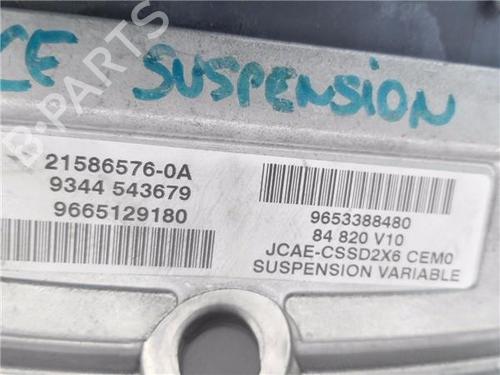 CE SUSPENSION
B-PARTS
21586576-0A
9344 543679
9665129180
9653388480
84 820 V10
JCAE-CSSD2X6 CEM0
SUSPENSION VARIABLE